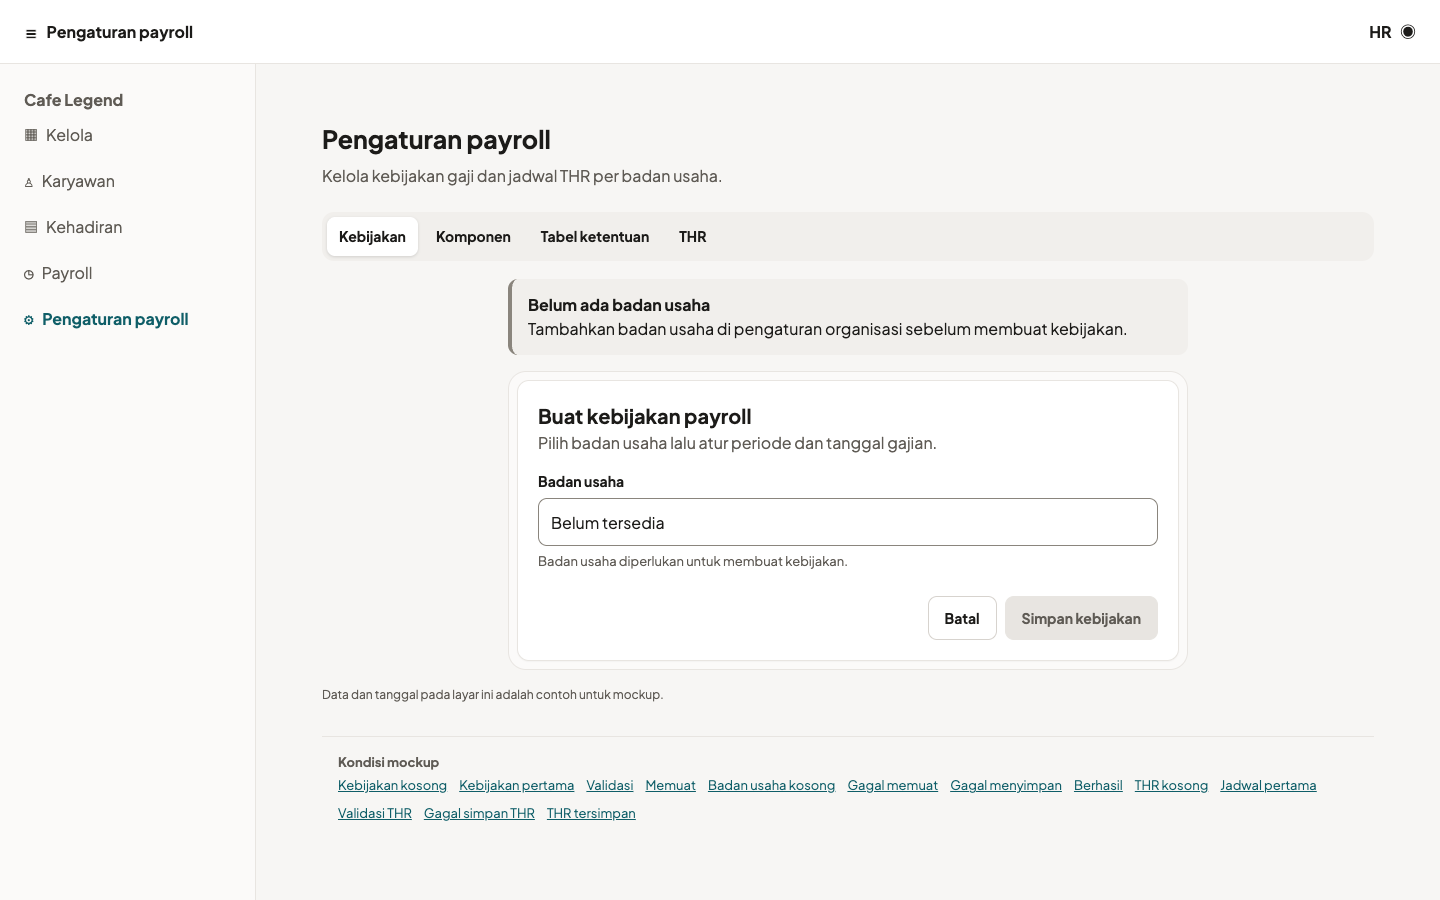 Pengaturan payroll
HR
Cafe Legend
Kelola
Karyawan
Kehadiran
Payroll
Pengaturan payroll
Pengaturan payroll
Kelola kebijakan gaji dan jadwal THR per badan usaha.
Kebijakan Komponen Tabel ketentuan THR
Belum ada badan usaha
Tambahkan badan usaha di pengaturan organisasi sebelum membuat kebijakan.
Buat kebijakan payroll
Pilih badan usaha lalu atur periode dan tanggal gajian.
Badan usaha
Belum tersedia
Badan usaha diperlukan untuk membuat kebijakan.
Batal Simpan kebijakan
Data dan tanggal pada layar ini adalah contoh untuk mockup.
Kondisi mockup
Kebijakan kosong Kebijakan pertama Validasi Memuat Badan usaha kosong Gagal memuat Gagal menyimpan Berhasil THR kosong Jadwal pertama
Validasi THR Gagal simpan THR THR tersimpan